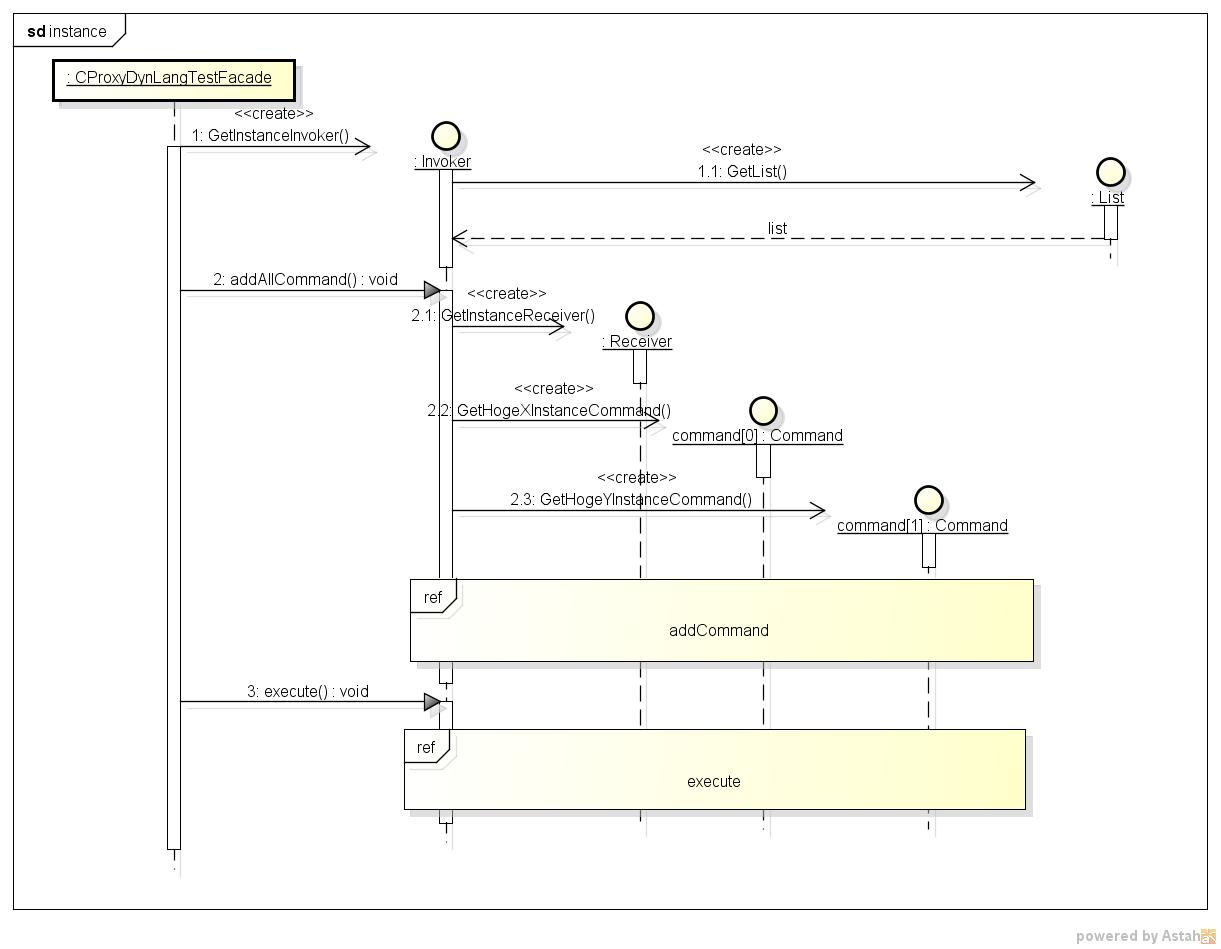 sd instance
: CProxyDynLangTestFacade
<<create>>
1: GetInstanceInvoker()
: Invoker
<<create>>
1.1: GetList()
: List
list
2: addAllCommand() : void
<<create>>
2.1: GetInstanceReceiver()
: Receiver
<<create>>
2.2: GetHogeXInstanceCommand()
command[0] : Command
<<create>>
2.3: GetHogeYInstanceCommand()
command[1] : Command
ref
addCommand
3: execute() : void
ref
execute
powered by Astah